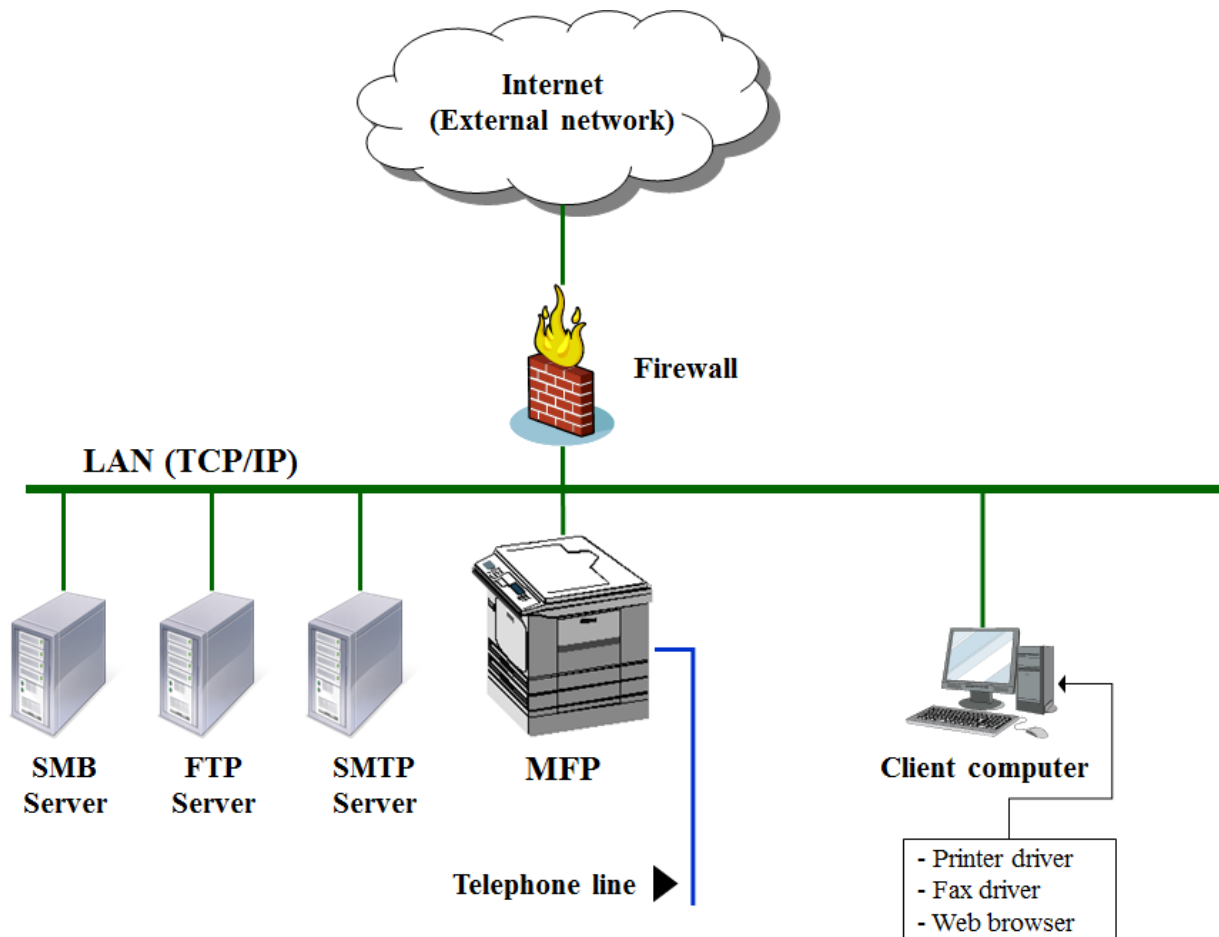 Internet
(External network)
Firewall
LAN (TCP/IP)
SMB
Server
FTP
Server
SMTP
Server
MFP
Client computer
Telephone line
- Printer driver
- Fax driver
- Web browser